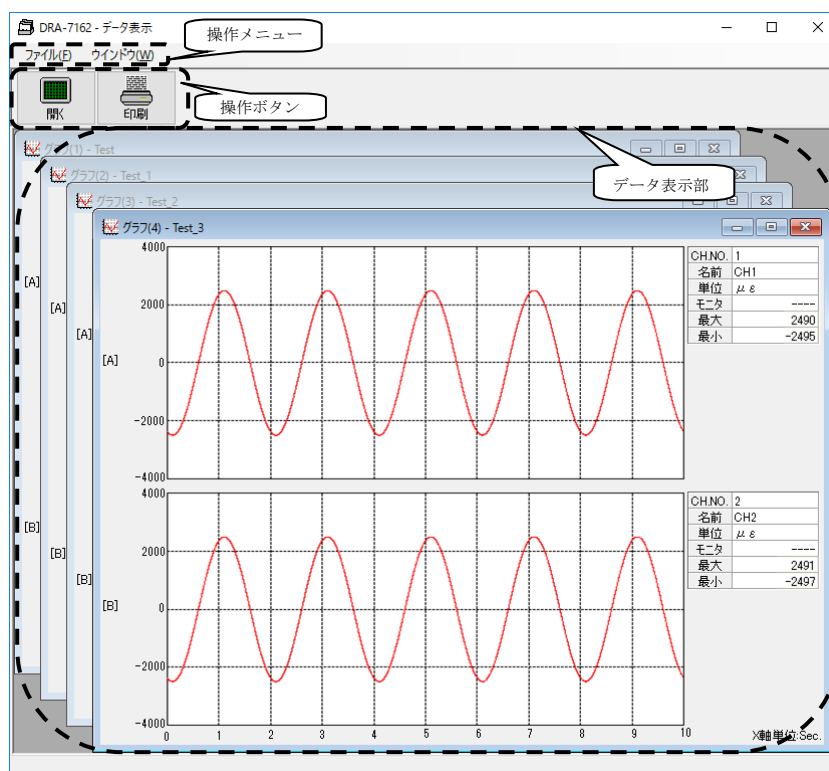 DRA-7162 - データ表示
操作メニュー
ファイル(F) ウインドウ(W)
開く 印刷
操作ボタン
グラフ(1) - Test
グラフ(2) - Test_1
データ表示部
グラフ(3) - Test_2
グラフ(4) - Test_3
[A]
[A]
[A]
[A]
4000
2000
0
-2000
-4000
CH.NO. 1
名前 CH1
単位 με
モニタ ----
最大 2490
最小 -2495
[B]
[B]
[B]
[B]
4000
2000
0
-2000
-4000
CH.NO. 2
名前 CH2
単位 με
モニタ ----
最大 2491
最小 -2497
0 1 2 3 4 5 6 7 8 9 10
X軸単位:Sec.